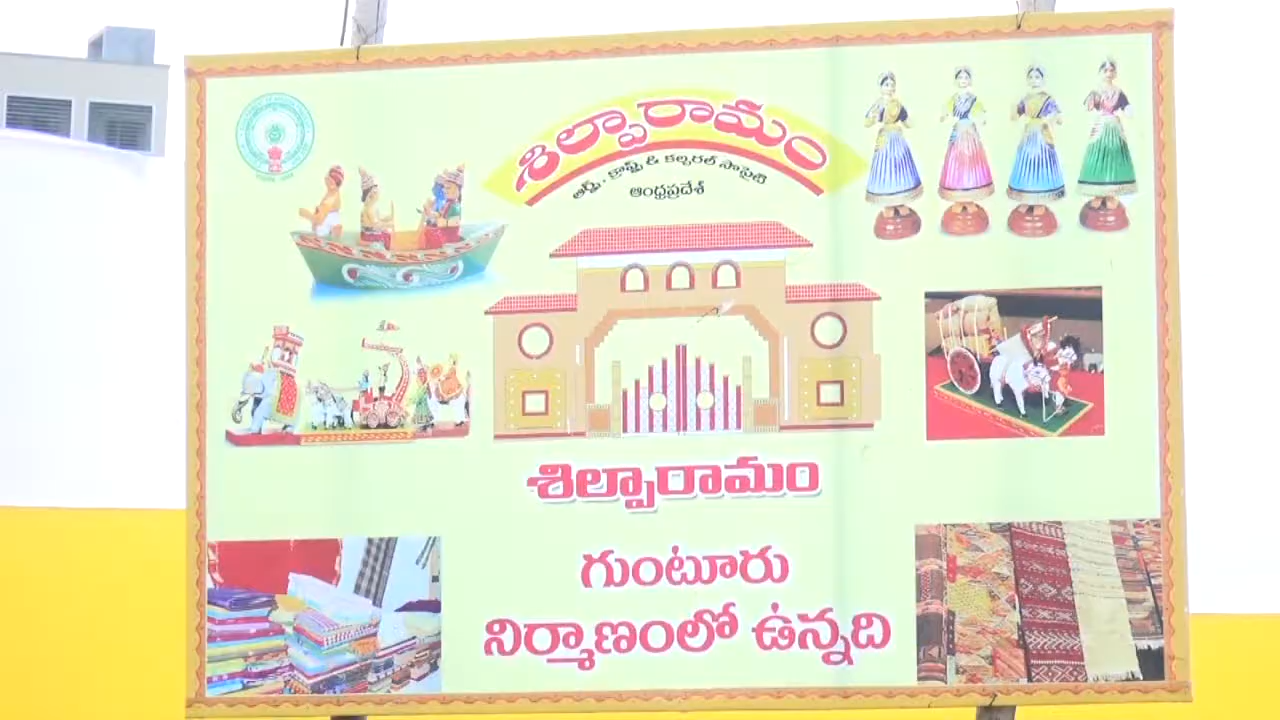 శిల్పారామం
ఆర్ట్స్, క్రాఫ్ట్స్ & కల్చరల్ సొసైటి
ఆంధ్రప్రదేశ్
శిల్పారామం
గుంటూరు
నిర్మాణంలో ఉన్నది